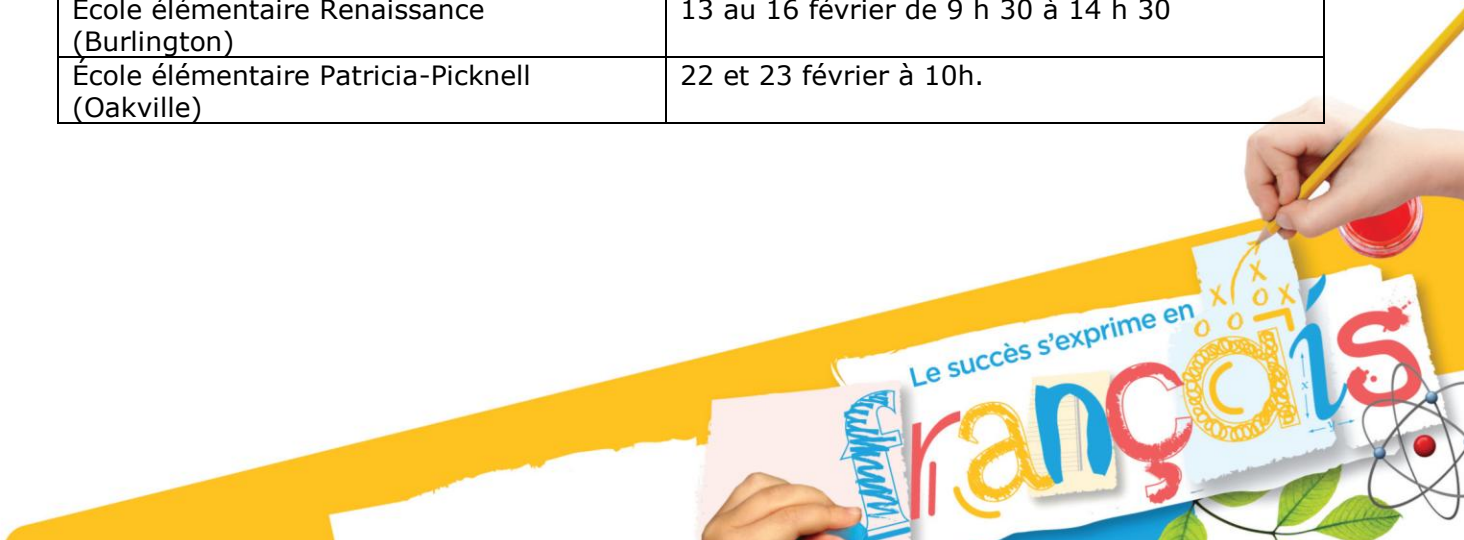 École élémentaire Renaissance
(Burlington)
13 au 16 février de 9 h 30 à 14 h 30
École élémentaire Patricia-Picknell
(Oakville)
22 et 23 février à 10h.
Le succès s'exprime en
français